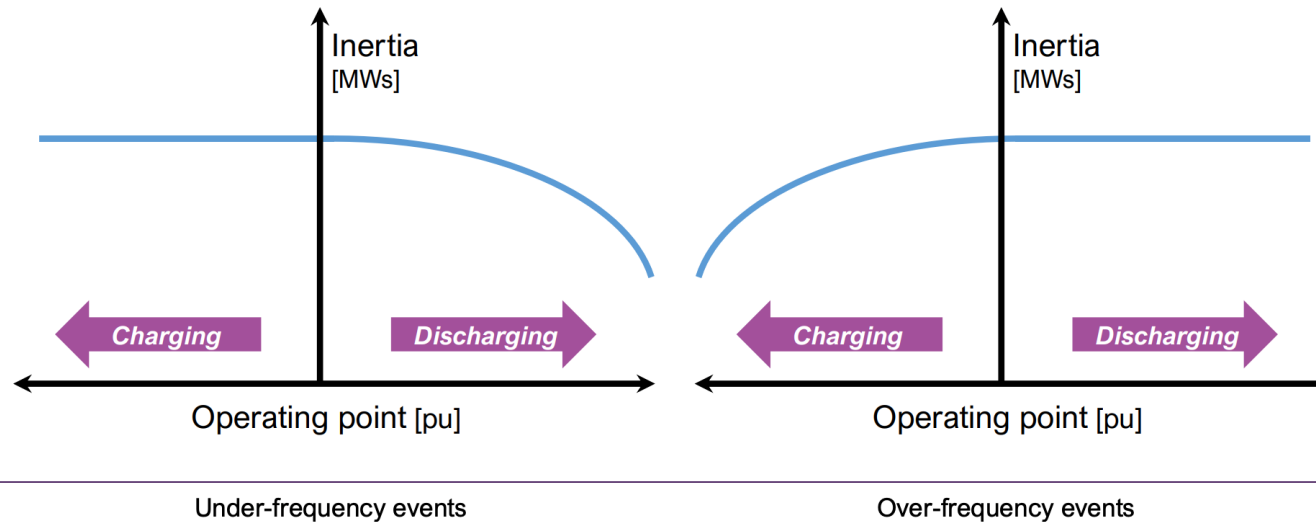 Inertia
[MWs]
Charging
Discharging
Operating point [pu]
Under-frequency events
Inertia
[MWs]
Charging
Discharging
Operating point [pu]
Over-frequency events